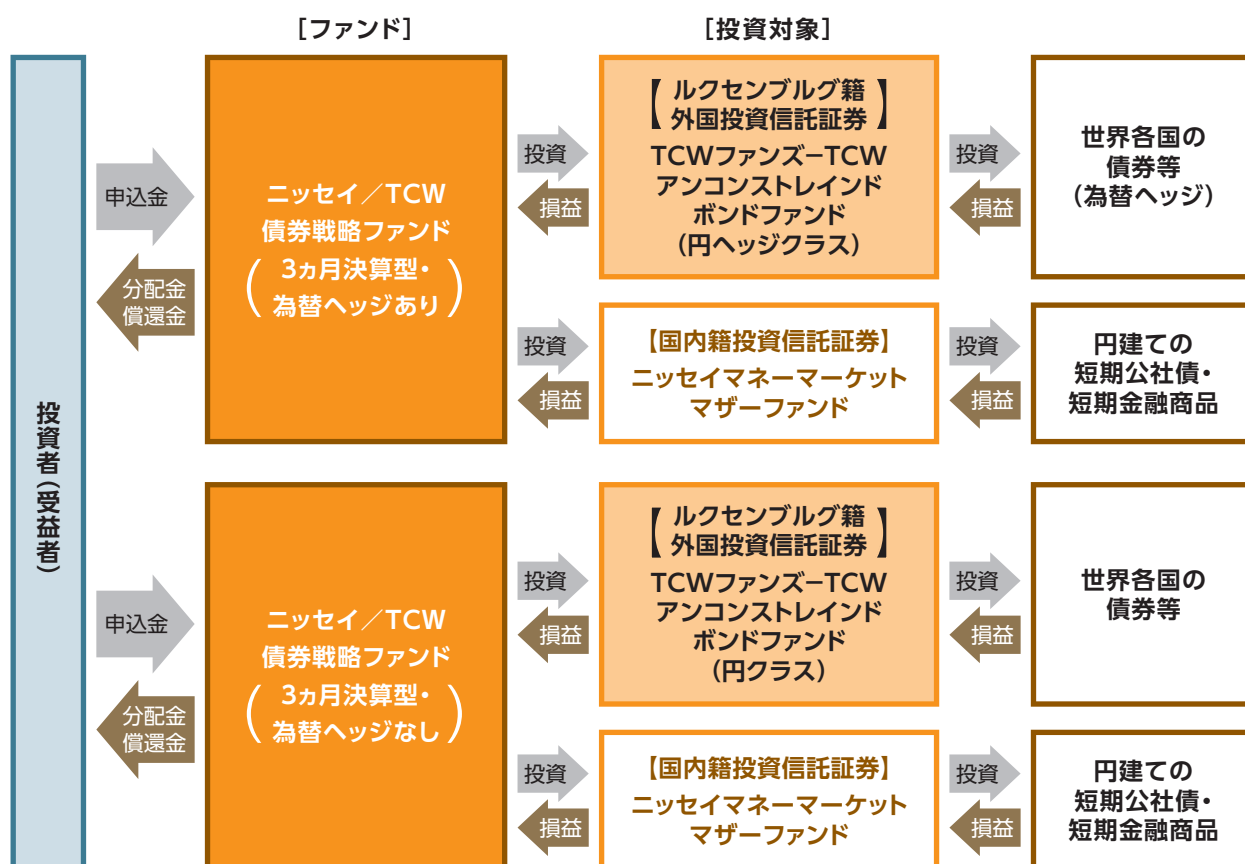 ［ファンド］
［投資対象］
投資者（受益者）
申込金
分配金
償還金
ニッセイ／TCW
債券戦略ファンド
（3ヵ月決算型・
為替ヘッジあり）
投資
損益
【ルクセンブルグ籍
外国投資信託証券】
TCWファンズーTCW
アンコンストレインド
ボンドファンド
（円ヘッジクラス）
投資
損益
世界各国の
債券等
（為替ヘッジ）
投資
損益
【国内籍投資信託証券】
ニッセイマネーマーケット
マザーファンド
投資
損益
円建ての
短期公社債・
短期金融商品
申込金
分配金
償還金
ニッセイ／TCW
債券戦略ファンド
（3ヵ月決算型・
為替ヘッジなし）
投資
損益
【ルクセンブルグ籍
外国投資信託証券】
TCWファンズーTCW
アンコンストレインド
ボンドファンド
（円クラス）
投資
損益
世界各国の
債券等
投資
損益
【国内籍投資信託証券】
ニッセイマネーマーケット
マザーファンド
投資
損益
円建ての
短期公社債・
短期金融商品